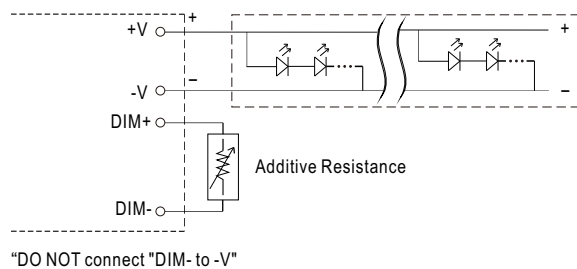 +V + +
-V - -
DIM+
Additive Resistance
DIM-
“DO NOT connect "DIM- to -V"